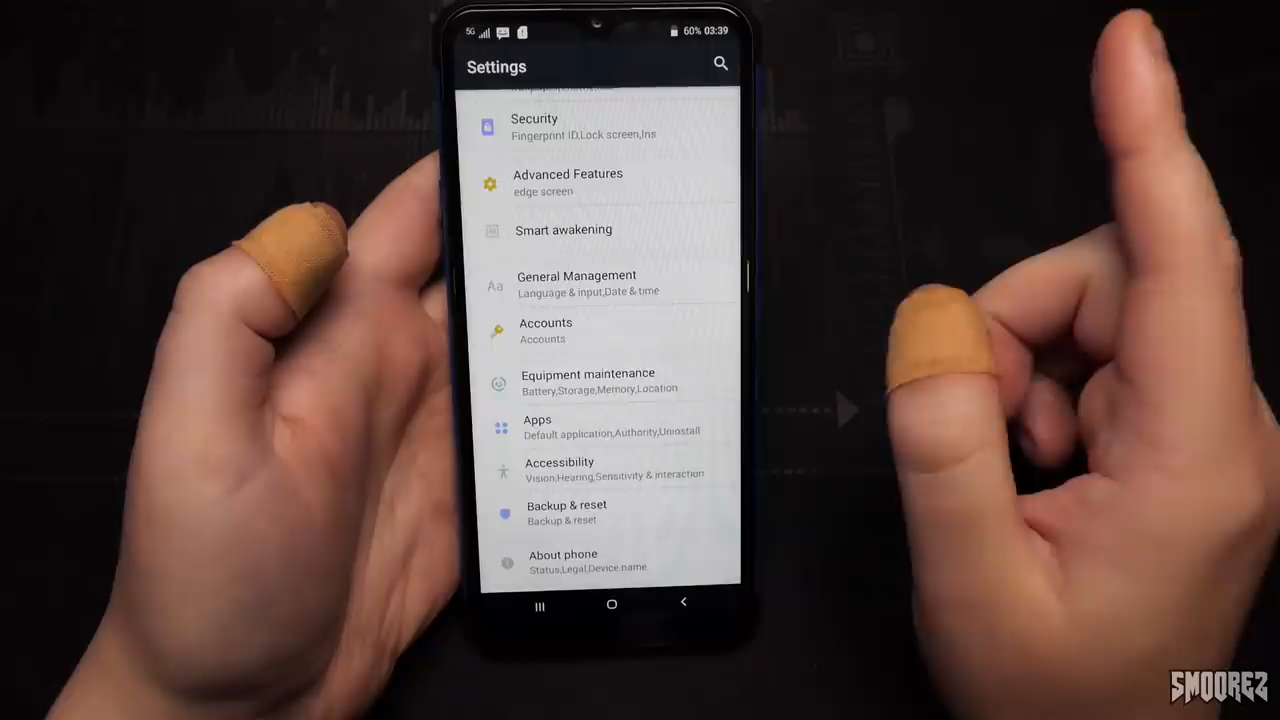 5G 60% 03:39
Settings
Security
Fingerprint ID,Lock screen,Ins
Advanced Features
edge screen
Smart awakening
Aa
General Management
Language & input,Date & time
Accounts
Accounts
Equipment maintenance
Battery,Storage,Memory,Location
Apps
Default application,Authority,Uninstall
Accessibility
Vision,Hearing,Sensitivity & interaction
Backup & reset
Backup & reset
About phone
Status,Legal,Device name
SMOOREZ